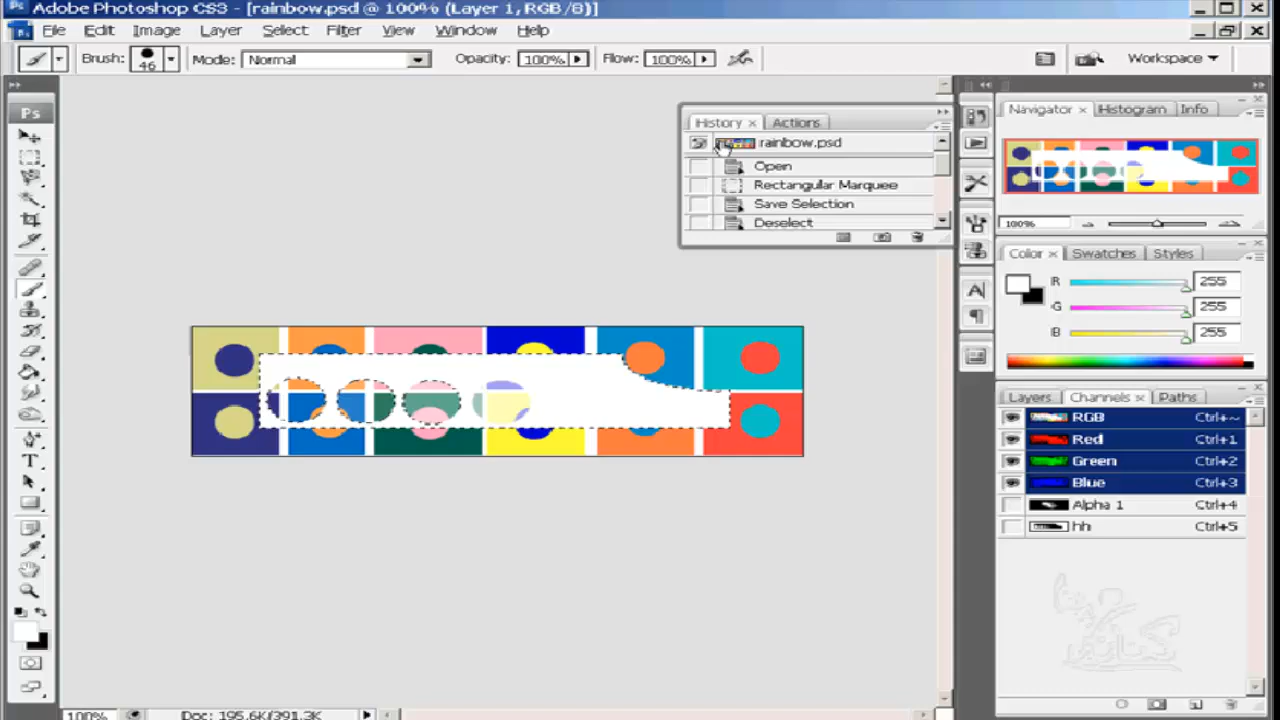 Adobe Photoshop CS3 - [rainbow.psd @ 100% (Layer 1, RGB/8)]
File Edit Image Layer Select Filter View Window Help
Brush: 46 Mode: Normal Opacity: 100% Flow: 100% Workspace
Ps
History Actions
rainbow.psd
Open
Rectangular Marquee
Save Selection
Deselect
Navigator Histogram Info
100%
Color Swatches Styles
R 255
G 255
B 255
Layers Channels Paths
RGB Ctrl+~
Red Ctrl+1
Green Ctrl+2
Blue Ctrl+3
Alpha 1 Ctrl+4
hh Ctrl+5
100% Doc: 195.6K/391.3K